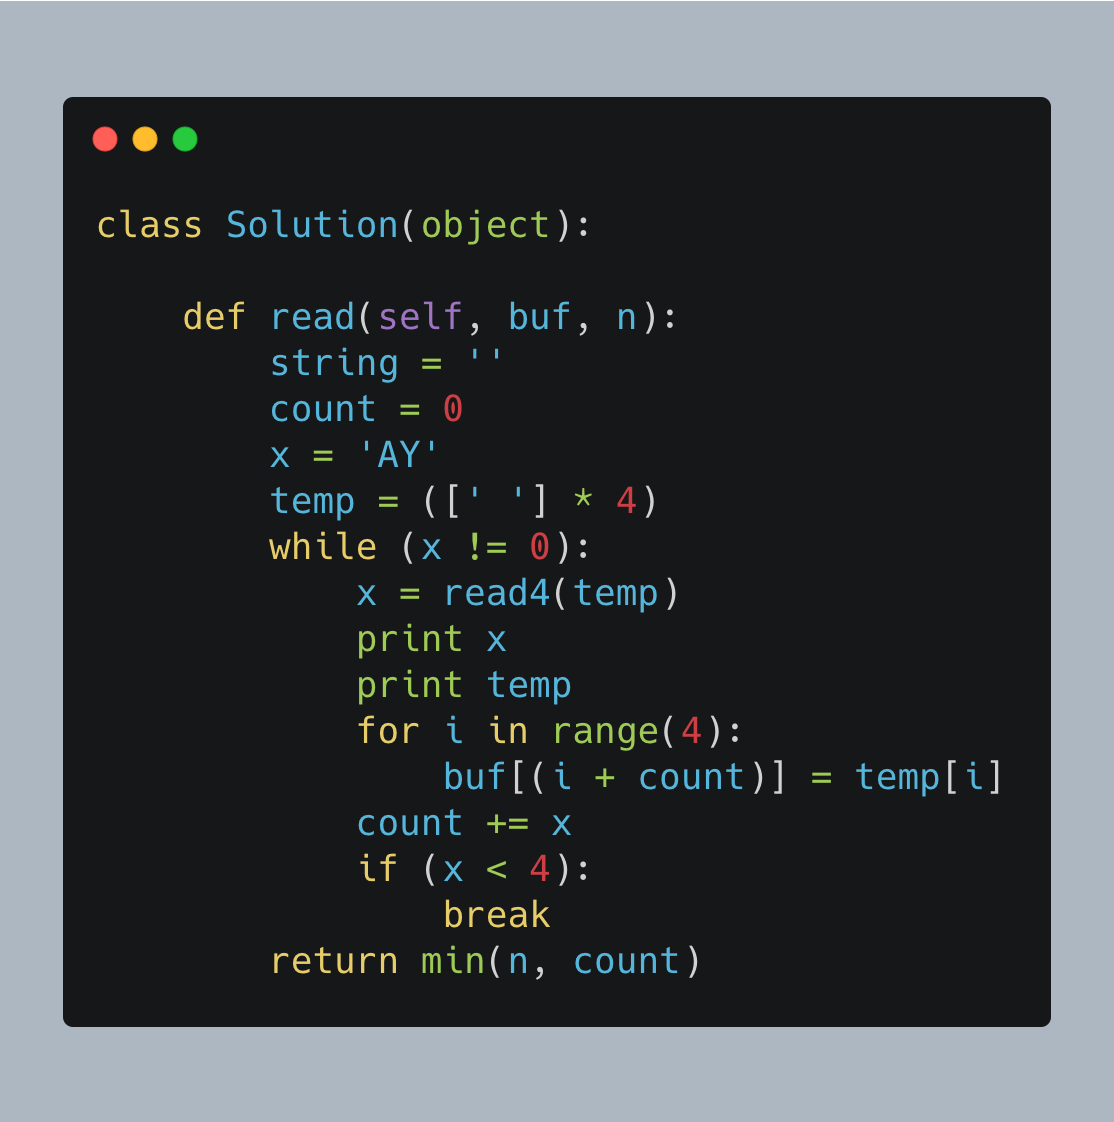 class Solution(object):

    def read(self, buf, n):
        string = ''
        count = 0
        x = 'AY'
        temp = ([' '] * 4)
        while (x != 0):
            x = read4(temp)
            print x
            print temp
            for i in range(4):
                buf[(i + count)] = temp[i]
            count += x
            if (x < 4):
                break
        return min(n, count)